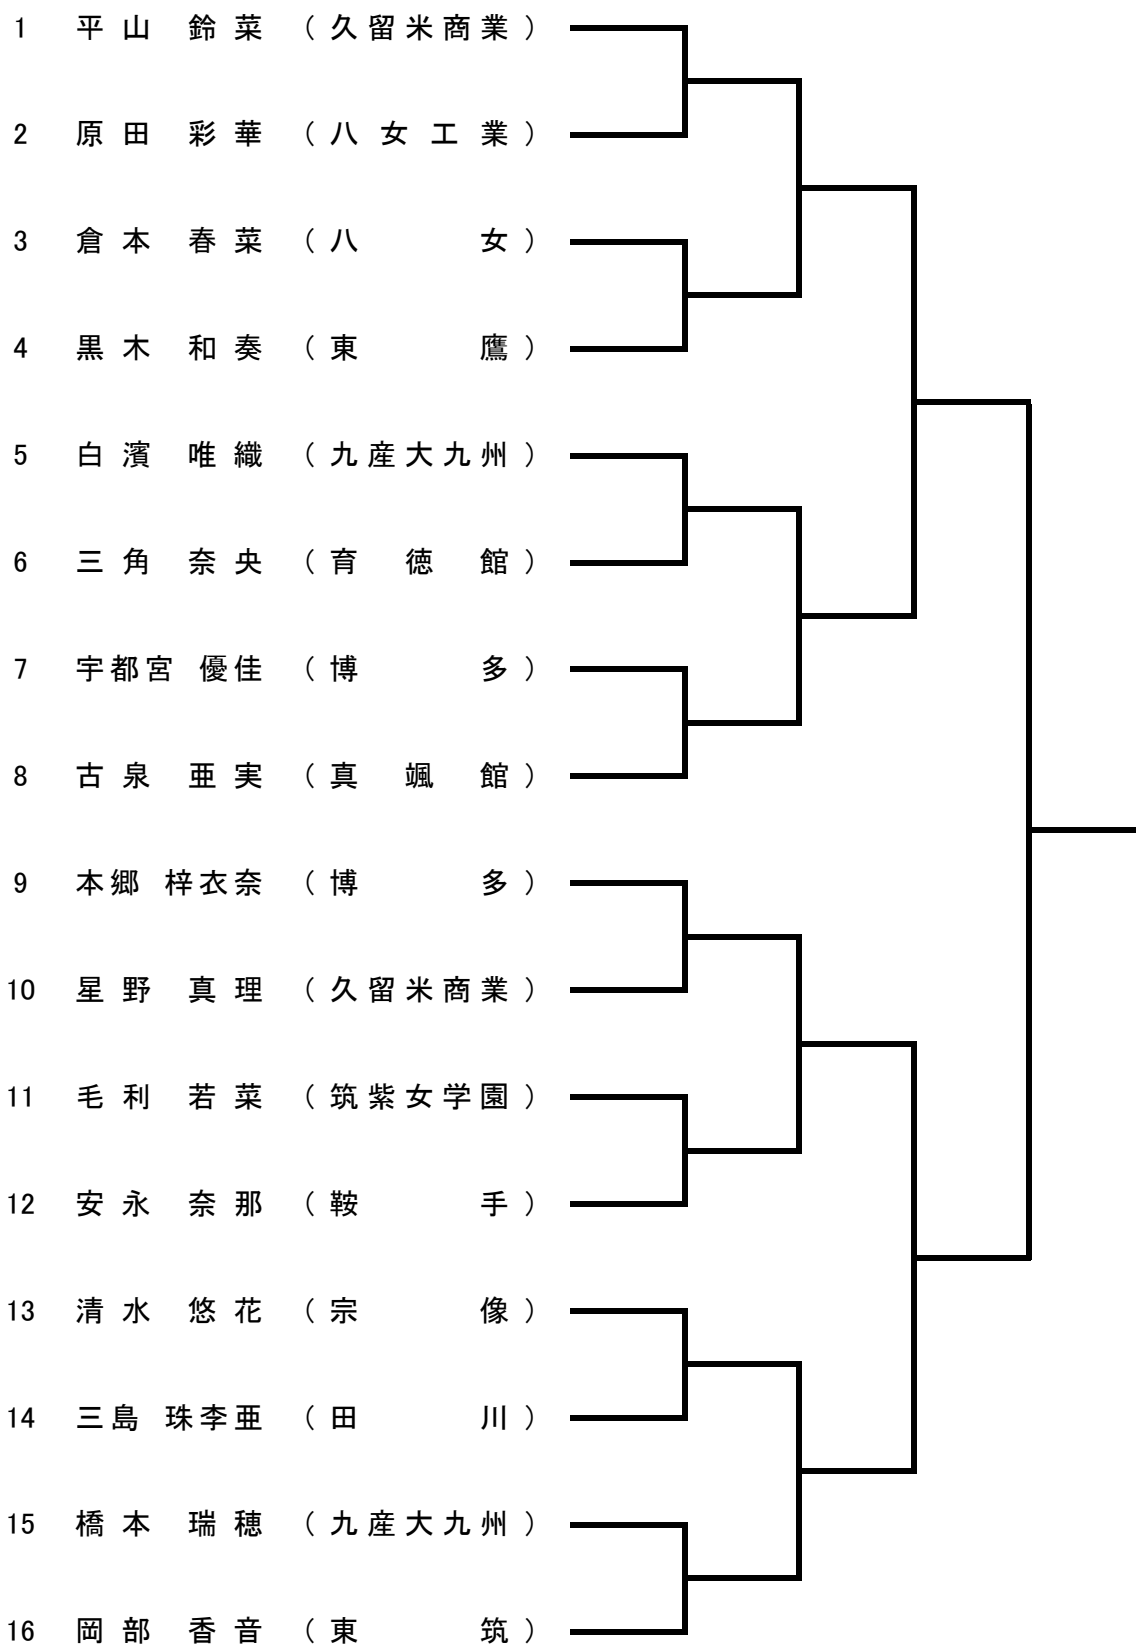 1 平山 鈴菜 （久留米商業）
2 原田 彩華 （八女工業）
3 倉本 春菜 （八女）
4 黒木 和奏 （東鷹）
5 白濱 唯織 （九産大九州）
6 三角 奈央 （育徳館）
7 宇都宮 優佳 （博多）
8 古泉 亜実 （真颯館）
9 本郷 梓衣奈 （博多）
10 星野 真理 （久留米商業）
11 毛利 若菜 （筑紫女学園）
12 安永 奈那 （鞍手）
13 清水 悠花 （宗像）
14 三島 珠李亜 （田川）
15 橋本 瑞穂 （九産大九州）
16 岡部 香音 （東筑）